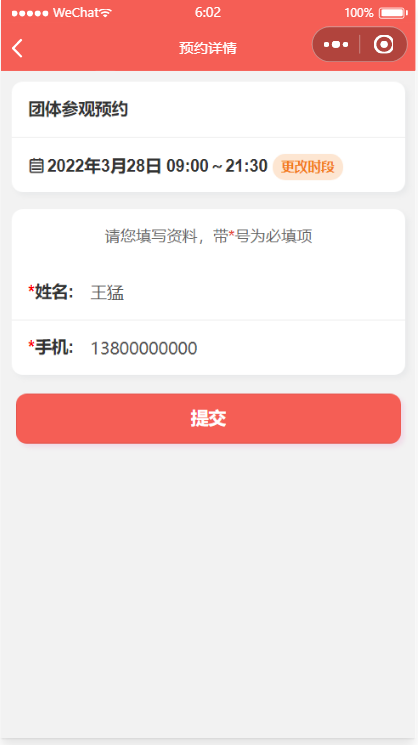 WeChat 6:02 100%
预约详情
团体参观预约
2022年3月28日 09:00～21:30 更改时段
请您填写资料，带*号为必填项
*姓名: 王猛
*手机: 13800000000
提交